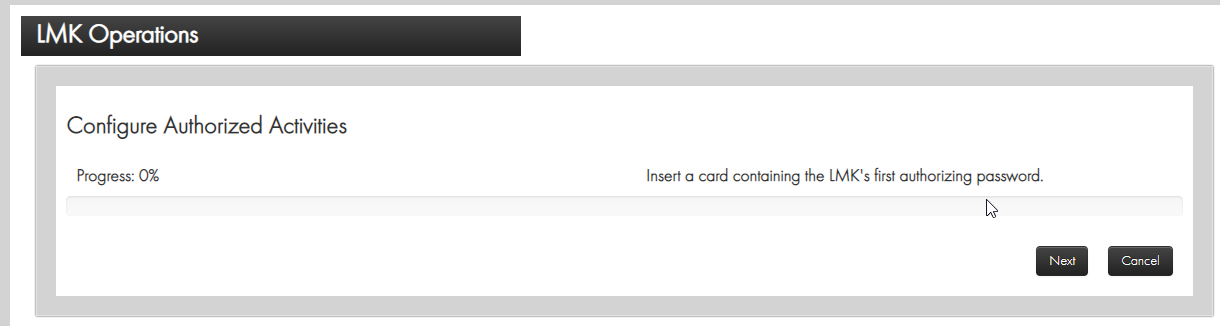 LMK Operations
Configure Authorized Activities
Progress: 0%
Insert a card containing the LMK's first authorizing password.
Next
Cancel